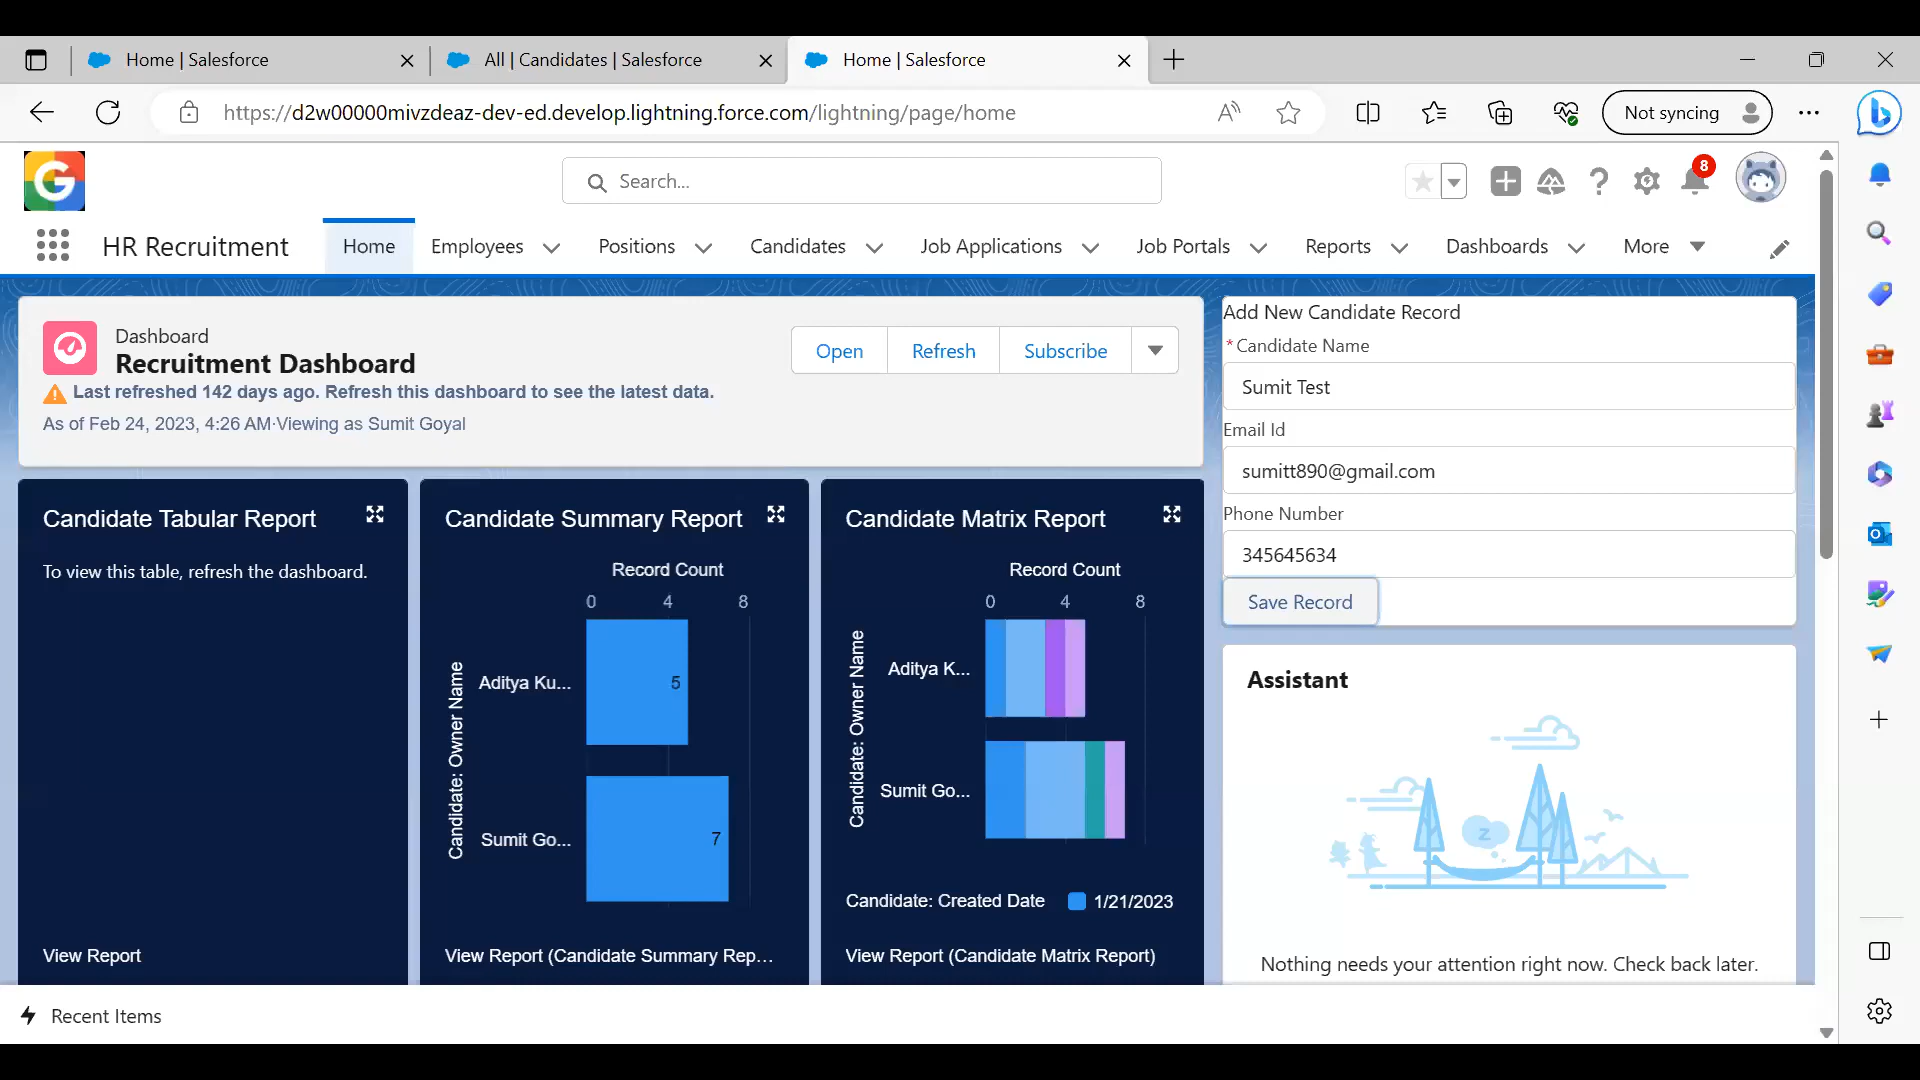 Home | Salesforce
All | Candidates | Salesforce
Home | Salesforce
https://d2w00000mivzdeaz-dev-ed.develop.lightning.force.com/lightning/page/home
Not syncing
Search...
8
HR Recruitment
Home
Employees
Positions
Candidates
Job Applications
Job Portals
Reports
Dashboards
More
Dashboard
Recruitment Dashboard
Last refreshed 142 days ago. Refresh this dashboard to see the latest data.
As of Feb 24, 2023, 4:26 AM·Viewing as Sumit Goyal
Open
Refresh
Subscribe
Add New Candidate Record
*Candidate Name
Sumit Test
Email Id
sumitt890@gmail.com
Phone Number
345645634
Save Record
Candidate Tabular Report
To view this table, refresh the dashboard.
View Report
Candidate Summary Report
Record Count
0 4 8
Candidate: Owner Name
Aditya Ku...
5
Sumit Go...
7
View Report (Candidate Summary Rep...
Candidate Matrix Report
Record Count
0 4 8
Candidate: Owner Name
Aditya K...
Sumit Go...
Candidate: Created Date
1/21/2023
View Report (Candidate Matrix Report)
Assistant
z
Nothing needs your attention right now. Check back later.
Recent Items